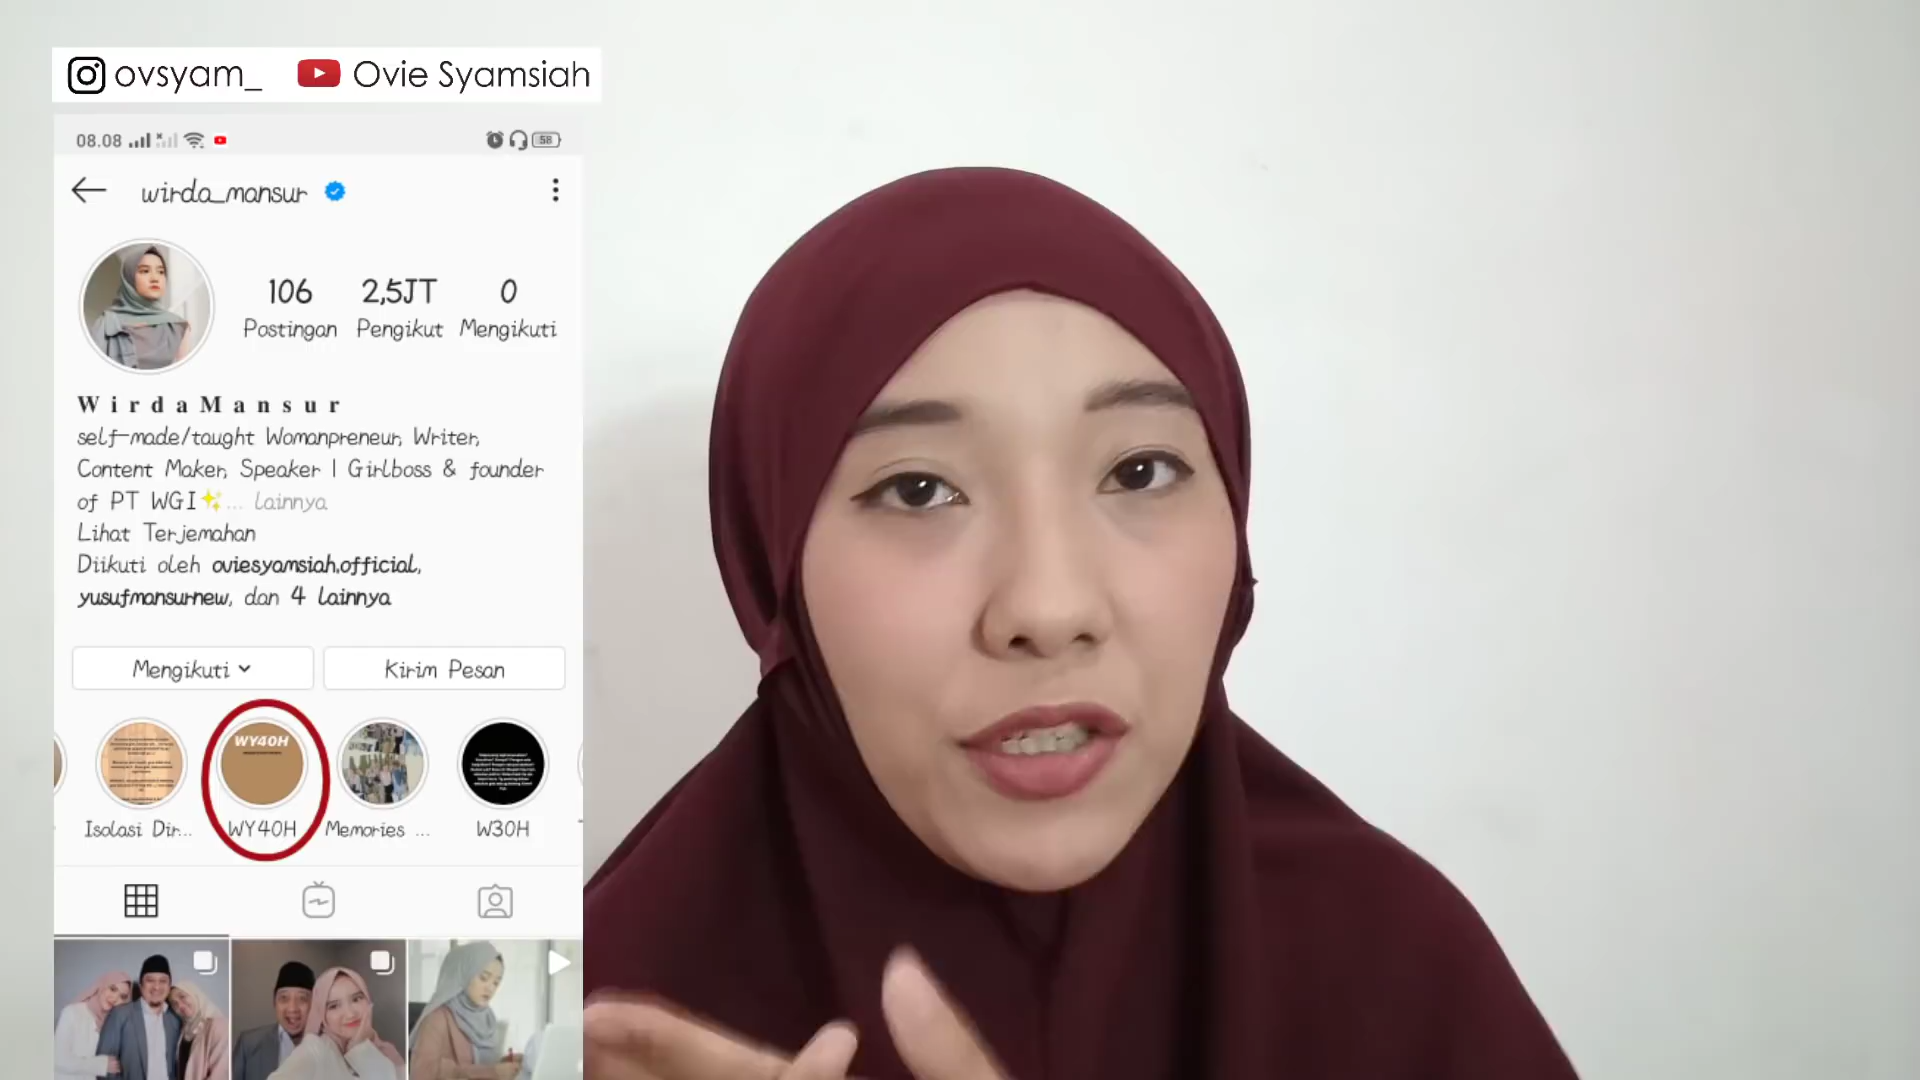 ovsyam_ Ovie Syamsiah
08.08 58
wirda_mansur
106 2,5JT 0
Postingan Pengikut Mengikuti
WirdaMansur
self-made/taught Womanpreneur, Writer,
Content Maker, Speaker | Girlboss & founder
of PT WGI✨... lainnya
Lihat Terjemahan
Diikuti oleh oviesyamsiah.official,
yusufmansurnew, dan 4 lainnya
Mengikuti Kirim Pesan
WY40H
Isolasi Dir... WY40H Memories ... W30H